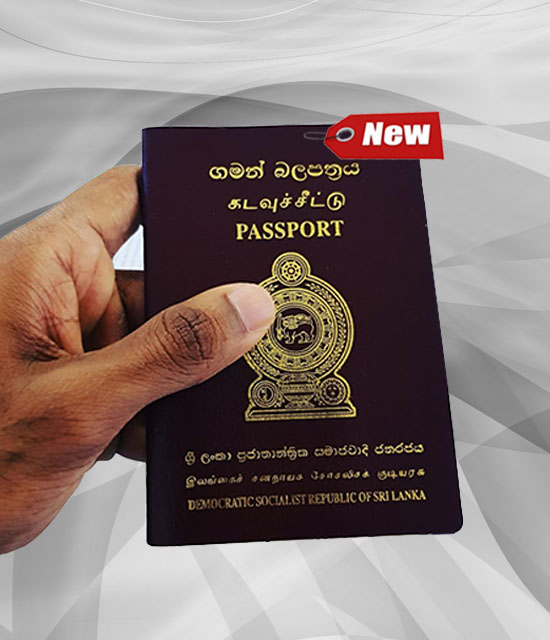 New
ගමන් බලපත්‍රය
கடவுச்சீட்டு
PASSPORT
ශ්‍රී ලංකා ප්‍රජාතාන්ත්‍රික සමාජවාදී ජනරජය
இலங்கைச் சனநாயக சோசலிசக் குடியரசு
DEMOCRATIC SOCIALIST REPUBLIC OF SRI LANKA